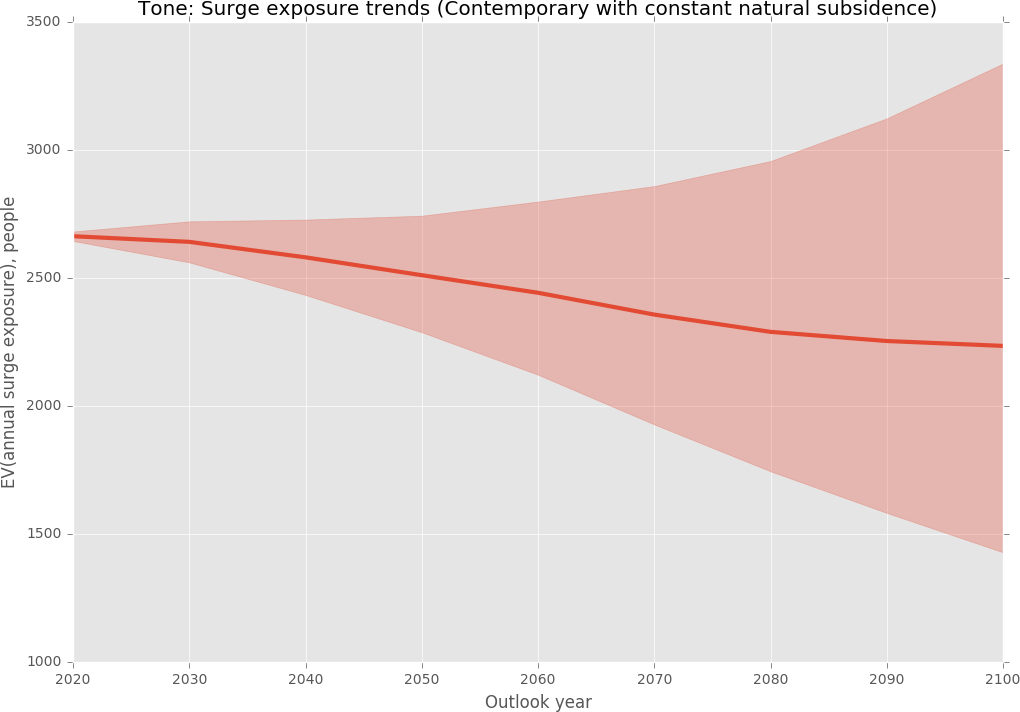 Tone: Surge exposure trends (Contemporary with constant natural subsidence)
EV(annual surge exposure), people
3500
3000
2500
2000
1500
1000
2020 2030 2040 2050 2060 2070 2080 2090 2100
Outlook year